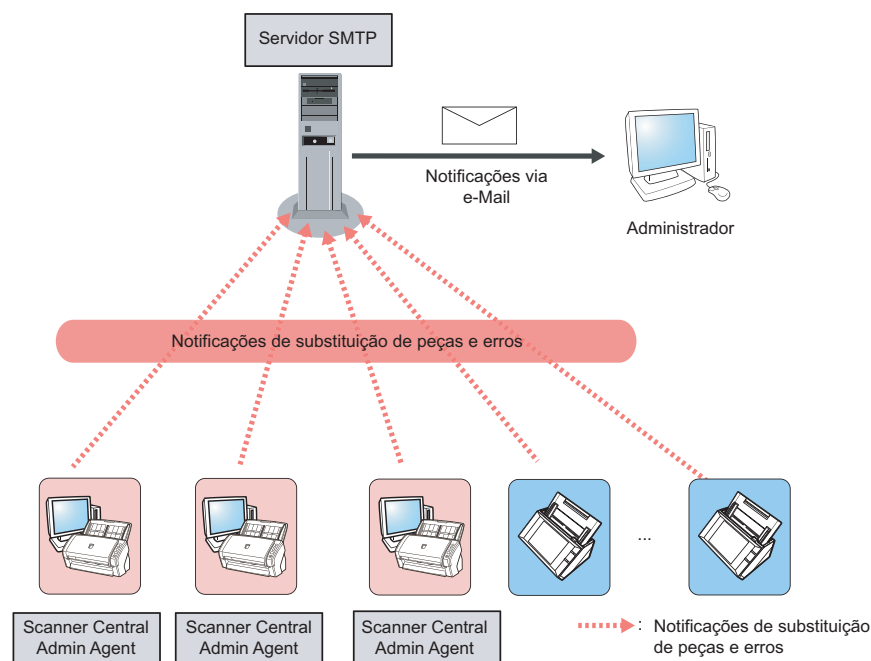 Servidor SMTP
Notificações via
e-Mail
Administrador
Notificações de substituição de peças e erros
...
Scanner Central
Admin Agent
Scanner Central
Admin Agent
Scanner Central
Admin Agent
: Notificações de substituição
de peças e erros